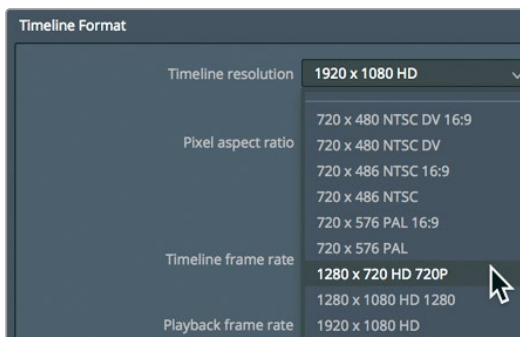 Timeline Format
Timeline resolution 1920 x 1080 HD
720 x 480 NTSC DV 16:9
Pixel aspect ratio 720 x 480 NTSC DV
720 x 486 NTSC 16:9
720 x 486 NTSC
720 x 576 PAL 16:9
720 x 576 PAL
Timeline frame rate 1280 x 720 HD 720P
1280 x 1080 HD 1280
Playback frame rate 1920 x 1080 HD